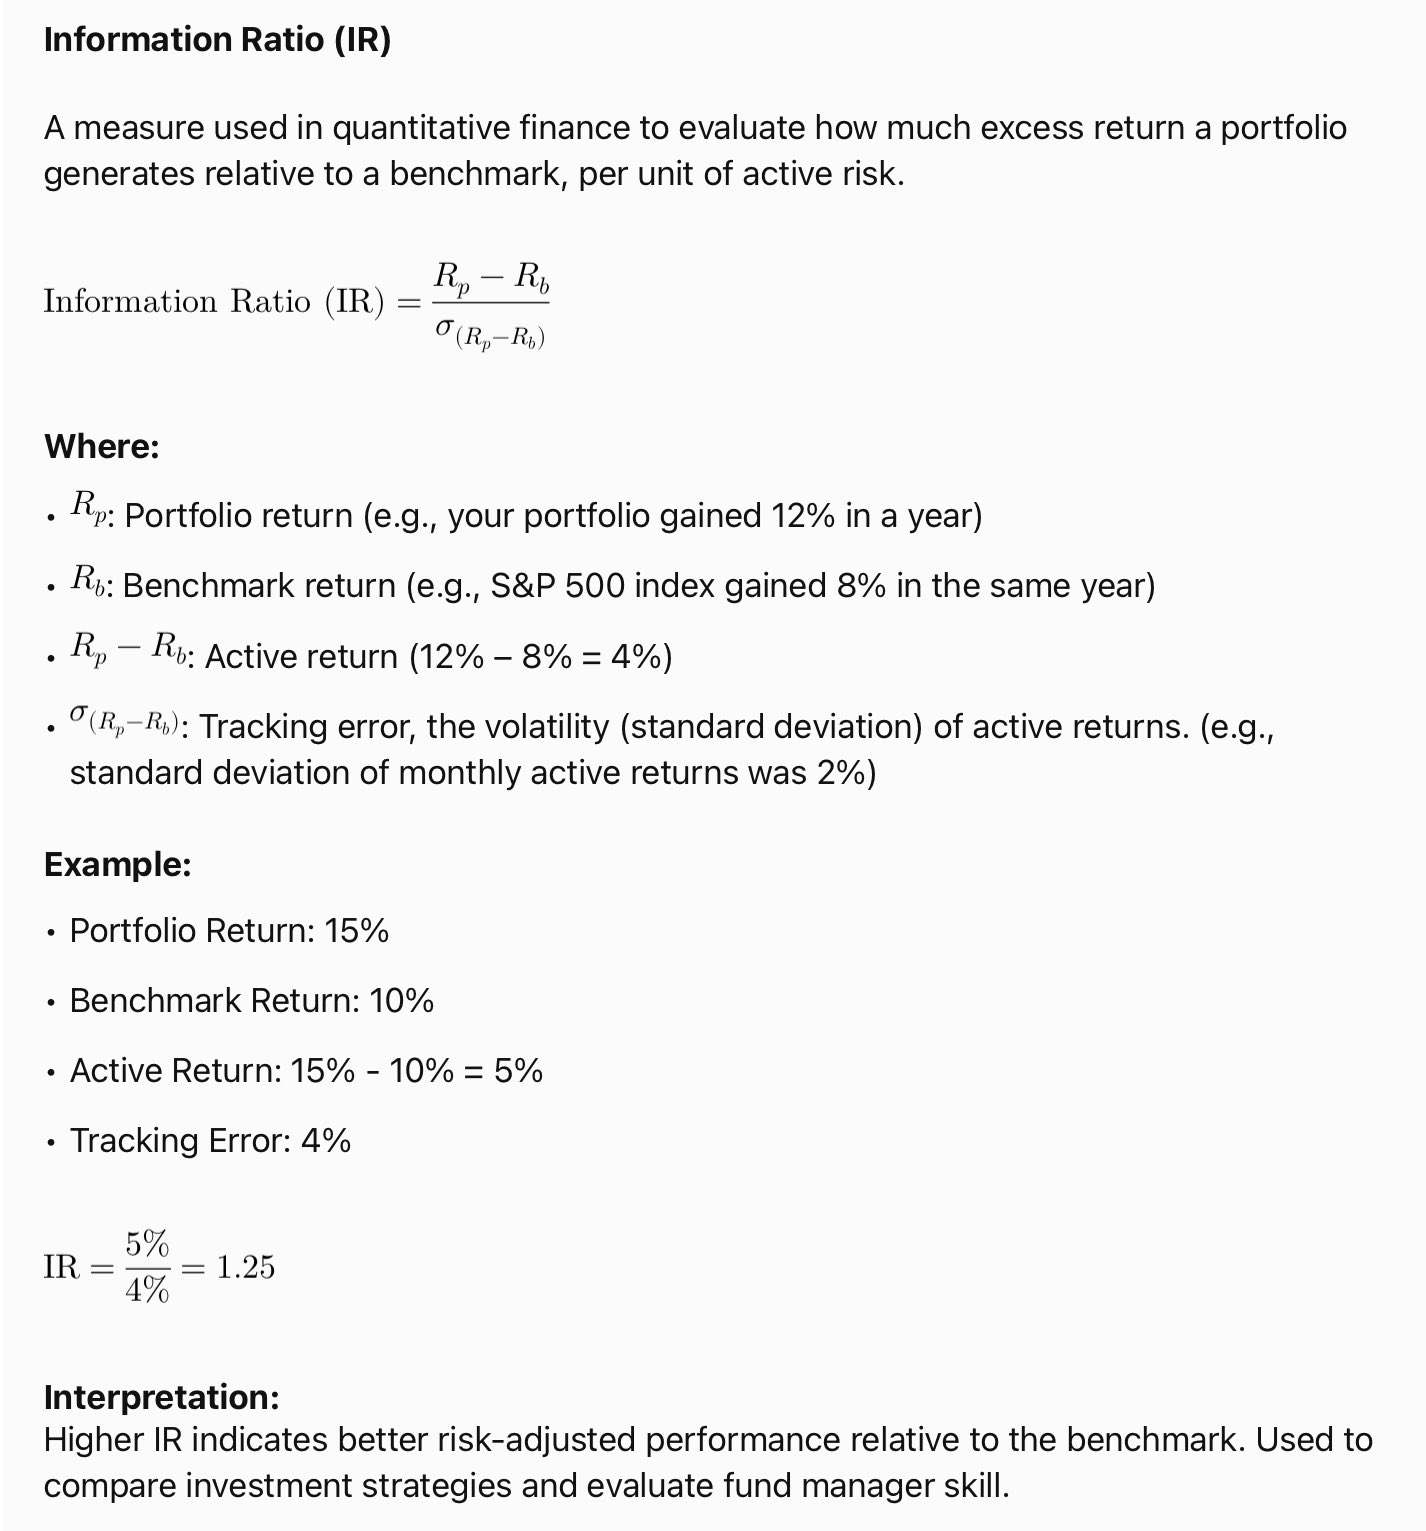 Information Ratio (IR)
A measure used in quantitative finance to evaluate how much excess return a portfolio
generates relative to a benchmark, per unit of active risk.
Information Ratio (IR) = \frac{R_p - R_b}{\sigma_{(R_p - R_b)}}
Where:
• R_p: Portfolio return (e.g., your portfolio gained 12% in a year)
• R_b: Benchmark return (e.g., S&P 500 index gained 8% in the same year)
• R_p − R_b: Active return (12% – 8% = 4%)
• σ_{(R_p−R_b)}: Tracking error, the volatility (standard deviation) of active returns. (e.g.,
standard deviation of monthly active returns was 2%)
Example:
• Portfolio Return: 15%
• Benchmark Return: 10%
• Active Return: 15% - 10% = 5%
• Tracking Error: 4%
IR = \frac{5%}{4%} = 1.25
Interpretation:
Higher IR indicates better risk-adjusted performance relative to the benchmark. Used to
compare investment strategies and evaluate fund manager skill.